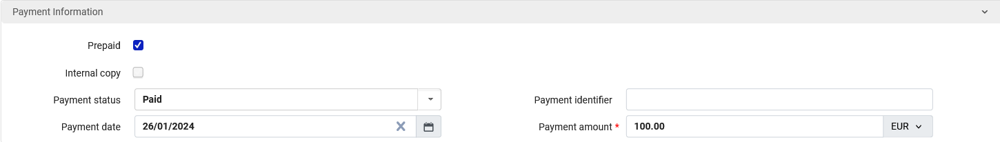 Payment Information
Prepaid
Internal copy
Payment status Paid Payment identifier
Payment date 26/01/2024 Payment amount * 100.00 EUR